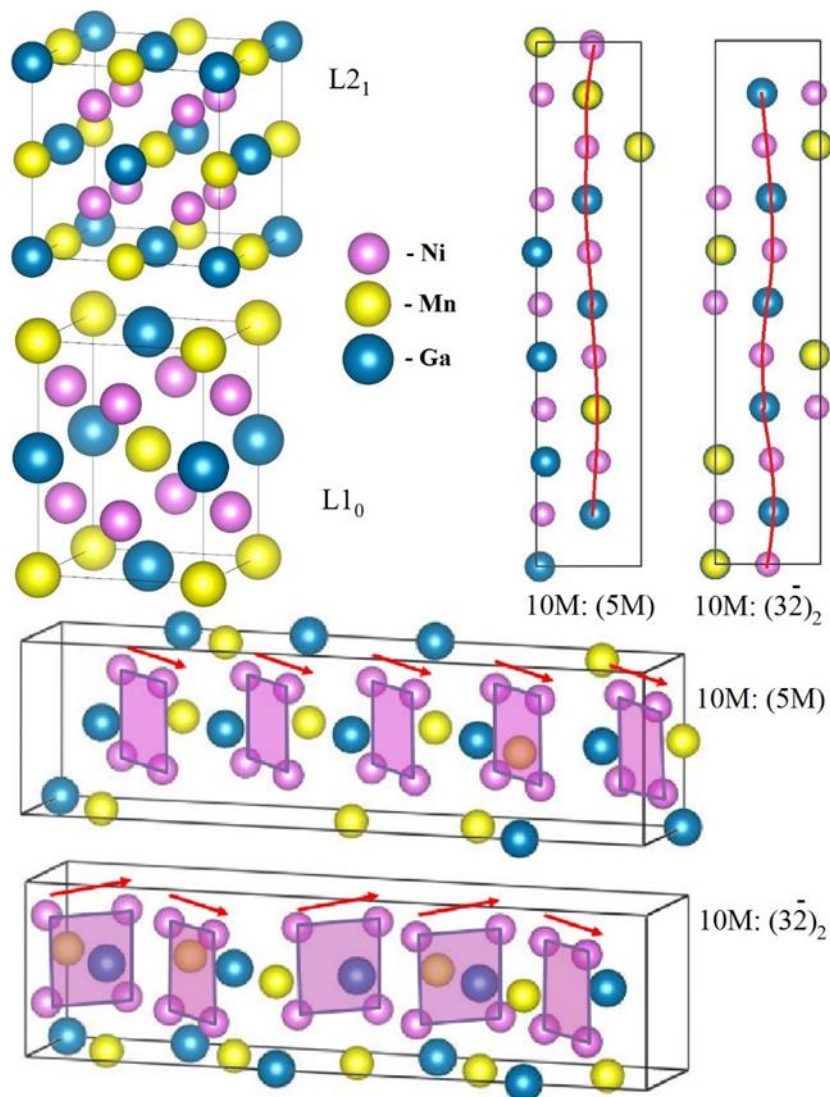 L2₁
- Ni
- Mn
- Ga
L1₀
10M: (5M)
10M: (32̄)₂
10M: (5M)
10M: (32̄)₂